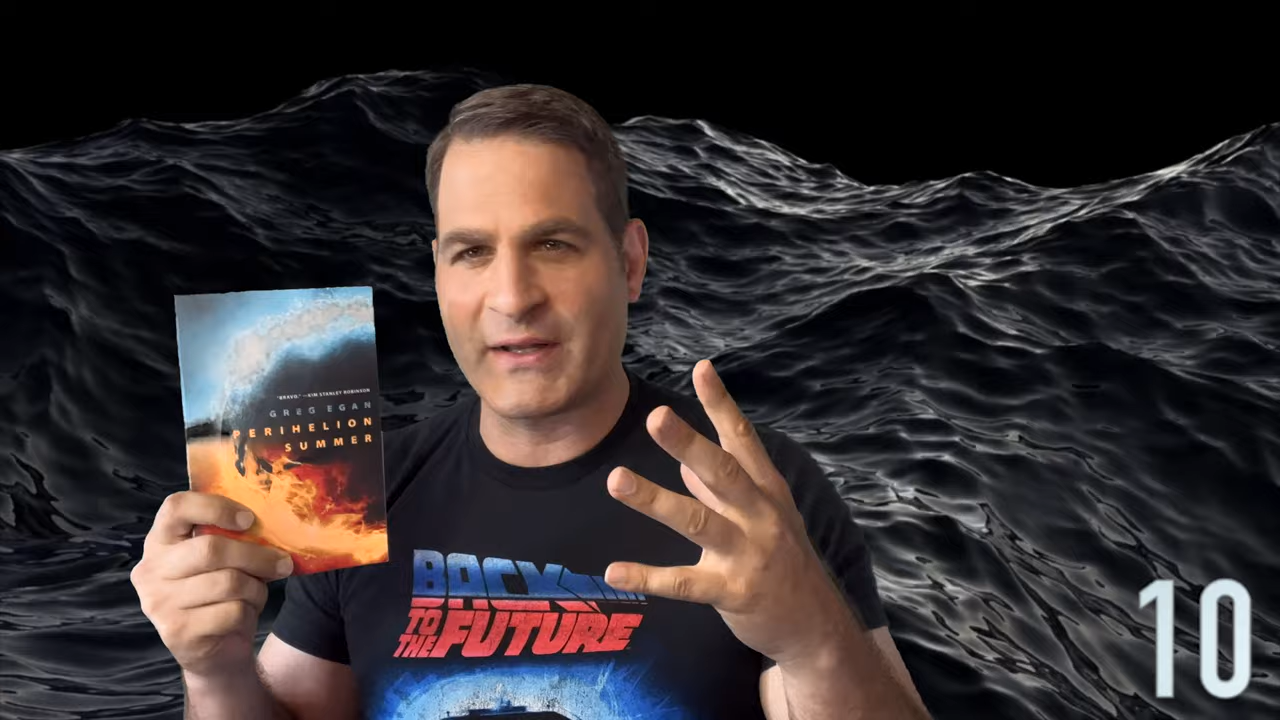 "BRAVO." —KIM STANLEY ROBINSON
GREG EGAN
PERIHELION
SUMMER
BACK
TO
THE FUTURE
10